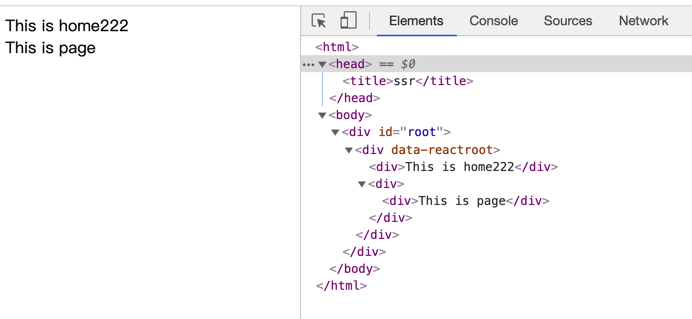 This is home222
This is page
Elements Console Sources Network
<html>
••• ▼<head> == $0
<title>ssr</title>
</head>
▼<body>
▼<div id="root">
▼<div data-reactroot>
<div>This is home222</div>
▼<div>
<div>This is page</div>
</div>
</div>
</div>
</body>
</html>